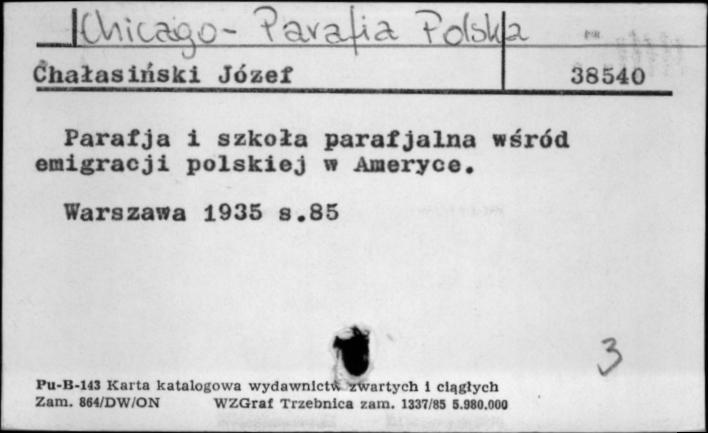 Chicago - Parafia Polska
Chałasiński Józef 38540
Parafja i szkoła parafjalna wśród
emigracji polskiej w Ameryce.
Warszawa 1935 s.85
3
Pu-B-143 Karta katalogowa wydawnictw zwartych i ciągłych
Zam. 864/DW/ON WZGraf Trzebnica zam. 1337/85 5.980.000